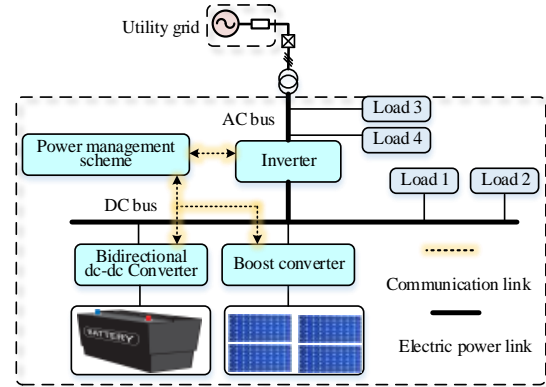 Utility grid
Load 3
AC bus
Load 4
Power management
scheme
Inverter
Load 1
Load 2
DC bus
Bidirectional
dc-dc Converter
Boost converter
Communication link
BATTERY
Electric power link